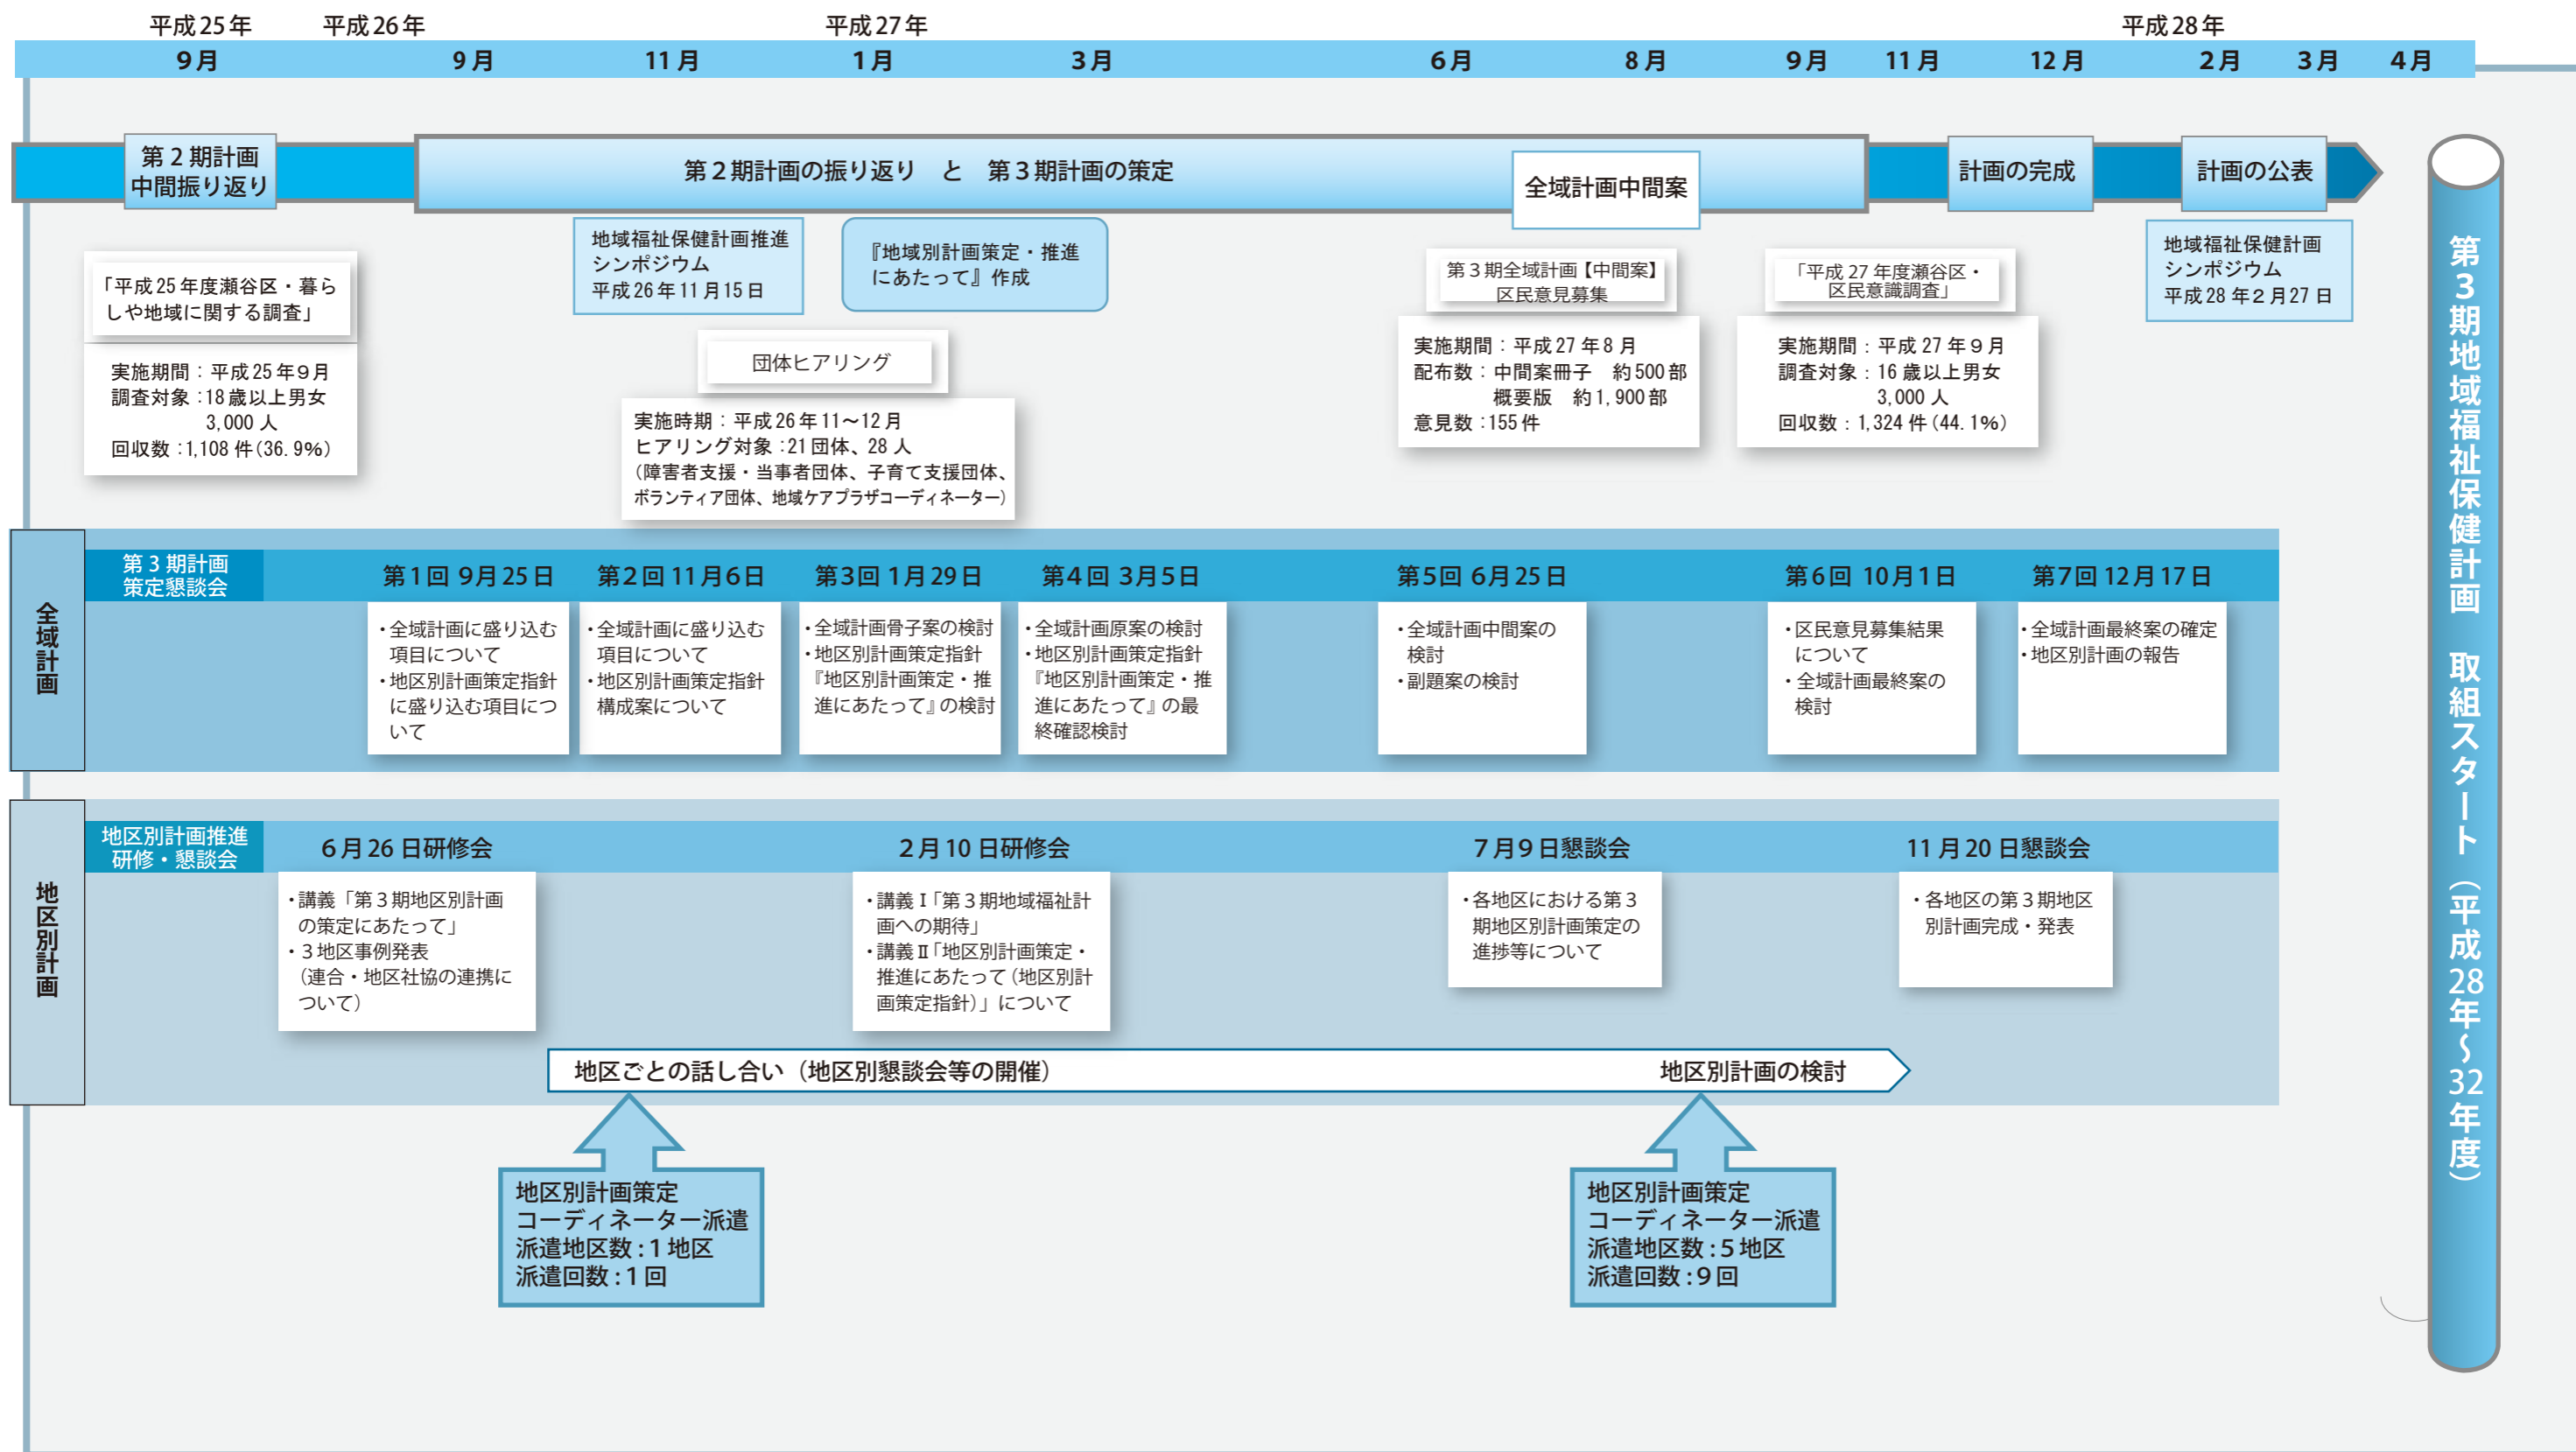 平成25年
平成26年
平成27年
平成28年
9月
9月
11月
1月
3月
6月
8月
9月
11月
12月
2月
3月
4月
第2期計画
中間振り返り
第2期計画の振り返り と 第3期計画の策定
全域計画中間案
計画の完成
計画の公表
「平成25年度瀬谷区・暮ら
しや地域に関する調査」
実施期間：平成25年9月
調査対象：18歳以上男女
3,000人
回収数：1,108件（36.9％）
地域福祉保健計画推進
シンポジウム
平成26年11月15日
『地域別計画策定・推進
にあたって』作成
団体ヒアリング
実施時期：平成26年11〜12月
ヒアリング対象：21団体、28人
（障害者支援・当事者団体、子育て支援団体、
ボランティア団体、地域ケアプラザコーディネーター）
第3期全域計画【中間案】
区民意見募集
実施期間：平成27年8月
配布数：中間案冊子 約500部
概要版 約1,900部
意見数：155件
「平成27年度瀬谷区・
区民意識調査」
実施期間：平成27年9月
調査対象：16歳以上男女
3,000人
回収数：1,324件（44.1％）
地域福祉保健計画
シンポジウム
平成28年2月27日
全域計画
第3期計画
策定懇談会
第1回 9月25日
・全域計画に盛り込む
項目について
・地区別計画策定指針
に盛り込む項目につ
いて
第2回 11月6日
・全域計画に盛り込む
項目について
・地区別計画策定指針
構成案について
第3回 1月29日
・全域計画骨子案の検討
・地区別計画策定指針
『地区別計画策定・推
進にあたって』の検討
第4回 3月5日
・全域計画原案の検討
・地区別計画策定指針
『地区別計画策定・推
進にあたって』の最
終確認検討
第5回 6月25日
・全域計画中間案の
検討
・副題案の検討
第6回 10月1日
・区民意見募集結果
について
・全域計画最終案の
検討
第7回 12月17日
・全域計画最終案の確定
・地区別計画の報告
地区別計画
地区別計画推進
研修・懇談会
6月26日研修会
・講義「第3期地区別計画
の策定にあたって」
・3地区事例発表
（連合・地区社協の連携に
ついて）
2月10日研修会
・講義Ⅰ「第3期地域福祉計
画への期待」
・講義Ⅱ「地区別計画策定・
推進にあたって（地区別計
画策定指針）」について
7月9日懇談会
・各地区における第3
期地区別計画策定の
進捗等について
11月20日懇談会
・各地区の第3期地区
別計画完成・発表
地区ごとの話し合い（地区別懇談会等の開催）
地区別計画の検討
地区別計画策定
コーディネーター派遣
派遣地区数：1地区
派遣回数：1回
地区別計画策定
コーディネーター派遣
派遣地区数：5地区
派遣回数：9回
第3期地域福祉保健計画 取組スタート（平成28年〜32年度）